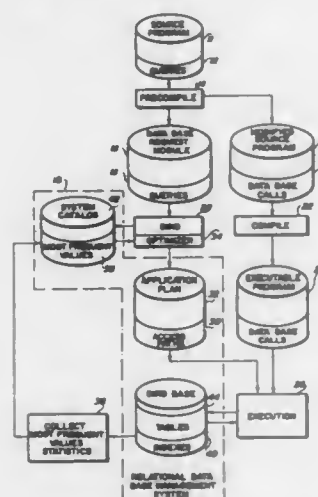 SOURCE
PROGRAM
QUERIES
PRECOMPILE
DATA BASE
REQUEST
MODULE
QUERIES
MODIFIED
SOURCE
PROGRAM
DATA BASE
CALLS
SYSTEM
CATALOG
MOST FREQUENT
VALUES
BIND
OPTIMIZER
COMPILE
APPLICATION
PLAN
ACCESS
EXECUTABLE
PROGRAM
DATA BASE
CALLS
COLLECT
MOST FREQUENT
VALUES
STATISTICS
DATA BASE
TABLES
INDEXES
EXECUTION
RELATIONAL DATA
BASE MANAGEMENT
SYSTEM